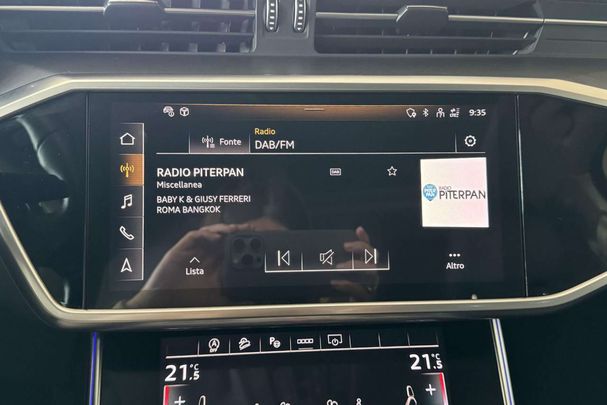 9:35
Fonte
Radio
DAB/FM
RADIO PITERPAN
DAB
Miscellanea
BABY K & GIUSY FERRERI
ROMA BANGKOK
RADIO
PITERPAN
Lista
Altro
OFF
21.5 °C
21.5 °C